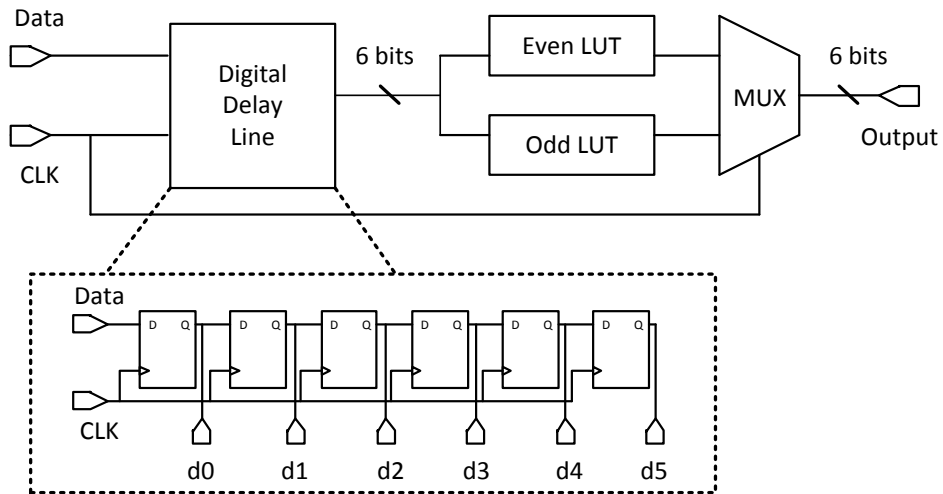 Data
CLK
Digital
Delay
Line
6 bits
Even LUT
Odd LUT
MUX
6 bits
Output
Data
CLK
D Q
D Q
D Q
D Q
D Q
D Q
d0 d1 d2 d3 d4 d5